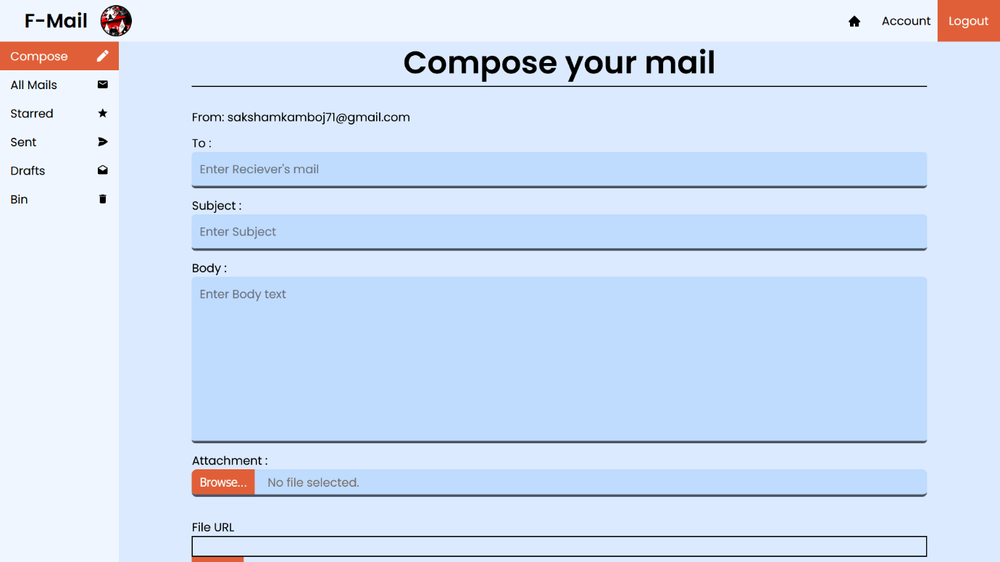 F-Mail
Account
Logout
Compose
All Mails
Starred
Sent
Drafts
Bin
Compose your mail
From: sakshamkamboj71@gmail.com
To :
Enter Reciever's mail
Subject :
Enter Subject
Body :
Enter Body text
Attachment :
Browse... No file selected.
File URL